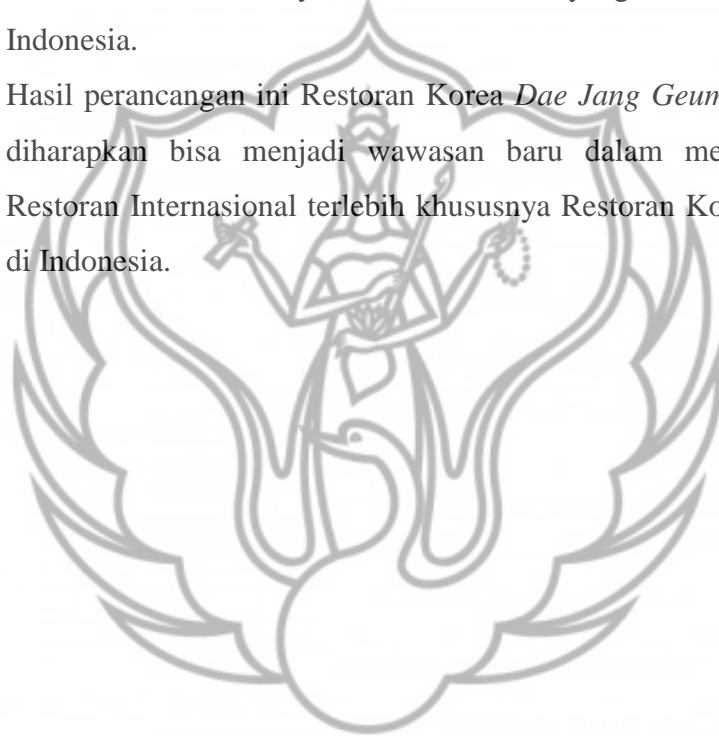 Indonesia.
Hasil perancangan ini Restoran Korea Dae Jang Geum
diharapkan bisa menjadi wawasan baru dalam me
Restoran Internasional terlebih khususnya Restoran Ko
di Indonesia.